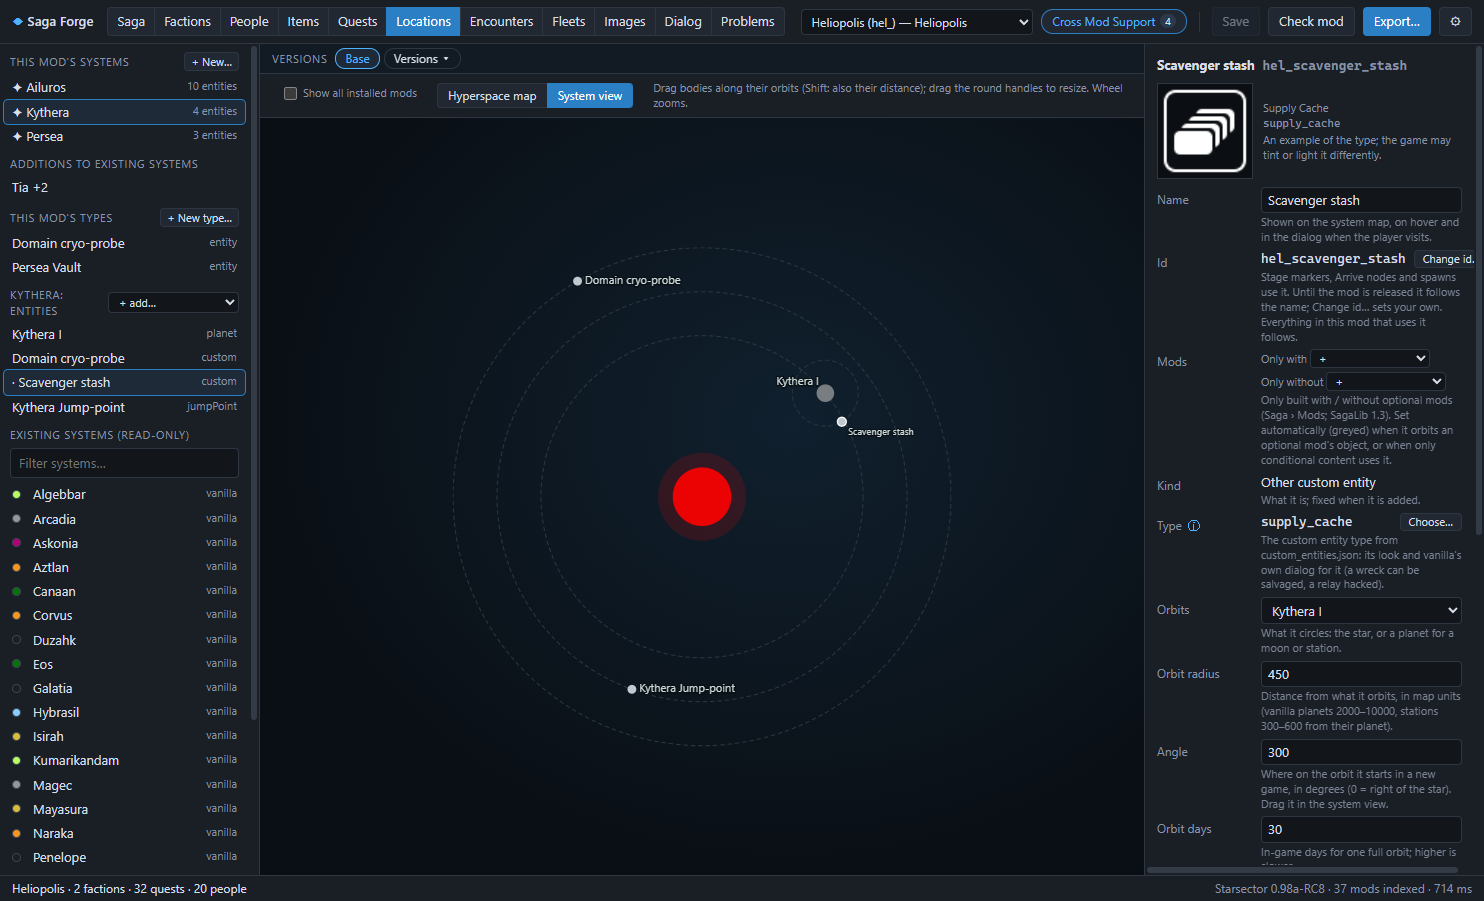 Saga Forge
Saga
Factions
People
Items
Quests
Locations
Encounters
Fleets
Images
Dialog
Problems
Heliopolis (hel_) — Heliopolis
Cross Mod Support 4
Save
Check mod
Export...
THIS MOD'S SYSTEMS
+ New...
Ailuros 10 entities
Kythera 4 entities
Persea 3 entities
ADDITIONS TO EXISTING SYSTEMS
Tia +2
THIS MOD'S TYPES
+ New type...
Domain cryo-probe entity
Persea Vault entity
KYTHERA:
ENTITIES
+ add...
Kythera I planet
Domain cryo-probe custom
· Scavenger stash custom
Kythera Jump-point jumpPoint
EXISTING SYSTEMS (READ-ONLY)
Filter systems...
Algebbar vanilla
Arcadia vanilla
Askonia vanilla
Aztlan vanilla
Canaan vanilla
Corvus vanilla
Duzahk vanilla
Eos vanilla
Galatia vanilla
Hybrasil vanilla
Isirah vanilla
Kumarikandam vanilla
Magec vanilla
Mayasura vanilla
Naraka vanilla
Penelope vanilla
VERSIONS
Base
Versions
Show all installed mods
Hyperspace map
System view
Drag bodies along their orbits (Shift: also their distance); drag the round handles to resize. Wheel
zooms.
Domain cryo-probe
Kythera I
Scavenger stash
Kythera Jump-point
Scavenger stash hel_scavenger_stash
Supply Cache
supply_cache
An example of the type; the game may
tint or light it differently.
Name
Scavenger stash
Shown on the system map, on hover and
in the dialog when the player visits.
Id
hel_scavenger_stash
Change id.
Stage markers, Arrive nodes and spawns
use it. Until the mod is released it follows
the name; Change id... sets your own.
Everything in this mod that uses it
follows.
Mods
Only with +
Only without +
Only built with / without optional mods
(Saga › Mods; SagaLib 1.3). Set
automatically (greyed) when it orbits an
optional mod's object, or when only
conditional content uses it.
Kind
Other custom entity
What it is; fixed when it is added.
Type
supply_cache
Choose...
The custom entity type from
custom_entities.json: its look and vanilla's
own dialog for it (a wreck can be
salvaged, a relay hacked).
Orbits
Kythera I
What it circles: the star, or a planet for a
moon or station.
Orbit radius
450
Distance from what it orbits, in map units
(vanilla planets 2000–10000, stations
300–600 from their planet).
Angle
300
Where on the orbit it starts in a new
game, in degrees (0 = right of the star).
Drag it in the system view.
Orbit days
30
In-game days for one full orbit; higher is
Heliopolis · 2 factions · 32 quests · 20 people
Starsector 0.98a-RC8 · 37 mods indexed · 714 ms